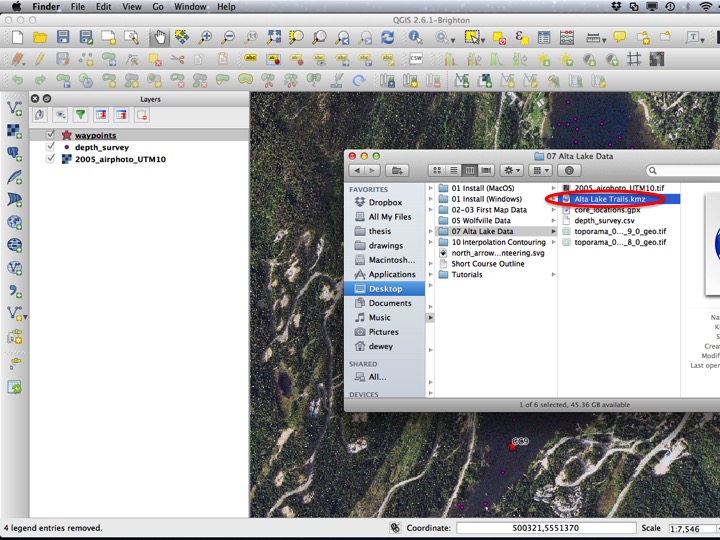 Finder File Edit View Go Window Help
QGIS 2.6.1-Brighton
CSW
Layers
waypoints
depth_survey
2005_airphoto_UTM10
07 Alta Lake Data
FAVORITES
Dropbox
All My Files
thesis
drawings
Macintosh...
Applications
Desktop
Documents
Music
Pictures
dewey
SHARED
All...
DEVICES
01 Install (MacOS)
01 Install (Windows)
02-03 First Map Data
05 Wolfville Data
07 Alta Lake Data
10 Interpolation Contouring
north_arrow...nteering.svg
Short Course Outline
Tutorials
2005_airphoto_UTM10.tif
Alta Lake Trails.kmz
core_locations.gpx
depth_survey.csv
toporama_0..._9_0_geo.tif
toporama_0..._8_0_geo.tif
Na
K
S
Crea
Modif
Last oper
1 of 6 selected, 45.36 GB available
4 legend entries removed.
Coordinate: 500321,5551370 Scale 1:7,546